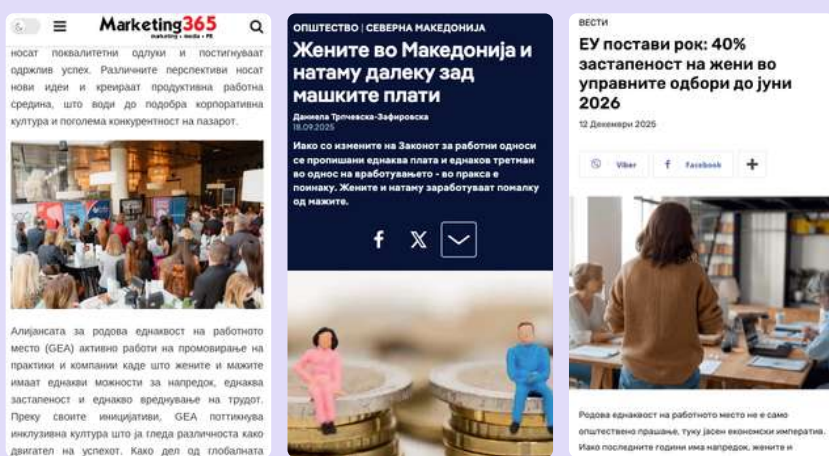 Marketing365
marketing • media • PR
носат поквалитетни одлуки и постигнуваат
одржлив успех. Различните перспективи носат
нови идеи и креираат продуктивна работна
средина, што води до подобра корпоративна
култура и поголема конкурентност на пазарот.
Алијансата за родова еднаквост на работното
место (GEA) активно работи на промовирање на
практики и компании каде што жените и мажите
имаат еднакви можности за напредок, еднаква
застапеност и еднакво вреднување на трудот.
Преку своите иницијативи, GEA поттикнува
инклузивна култура што ја гледа различноста како
двигател на успехот. Како дел од глобалната
ОПШТЕСТВО | СЕВЕРНА МАКЕДОНИЈА
Жените во Македонија и
натаму далеку зад
машките плати
Даниела Трпчевска-Зафировска
18.09.2025
Иако со измените на Законот за работни односи
се пропишани еднаква плата и еднаков третман
во однос на вработувањето - во пракса е
поинаку. Жените и натаму заработуваат помалку
од мажите.
ВЕСТИ
ЕУ постави рок: 40%
застапеност на жени во
управните одбори до јуни
2026
12 Декември 2025
Viber
Facebook
Родова еднаквост на работното место не е само
општествено прашање, туку јасен економски императив.
Иако последните години има напредок, жените и